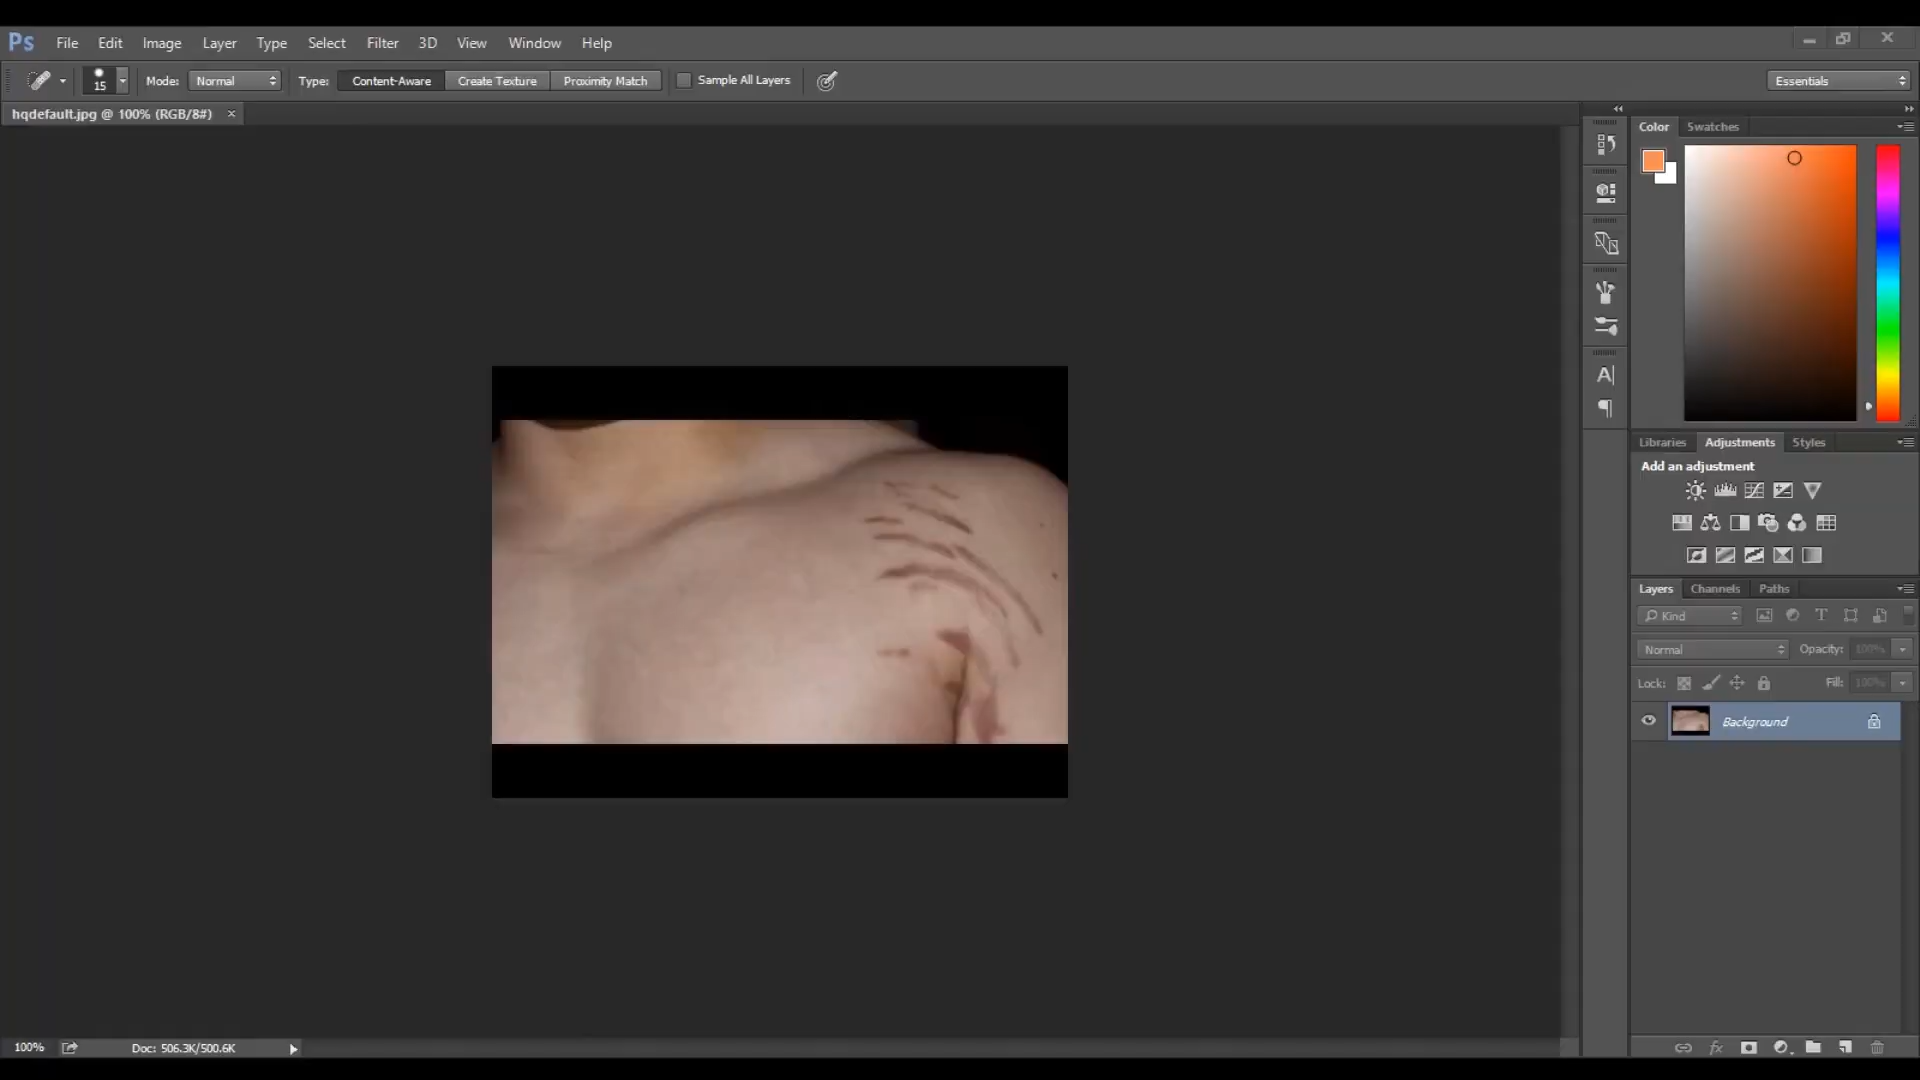 Ps File Edit Image Layer Type Select Filter 3D View Window Help
15 Mode: Normal Type: Content-Aware Create Texture Proximity Match Sample All Layers Essentials
hqdefault.jpg @ 100% (RGB/8#) ×
Color Swatches
Libraries Adjustments Styles
Add an adjustment
Layers Channels Paths
Kind
Normal Opacity: 100%
Lock: Fill: 100%
Background
100% Doc: 506.3K/500.6K